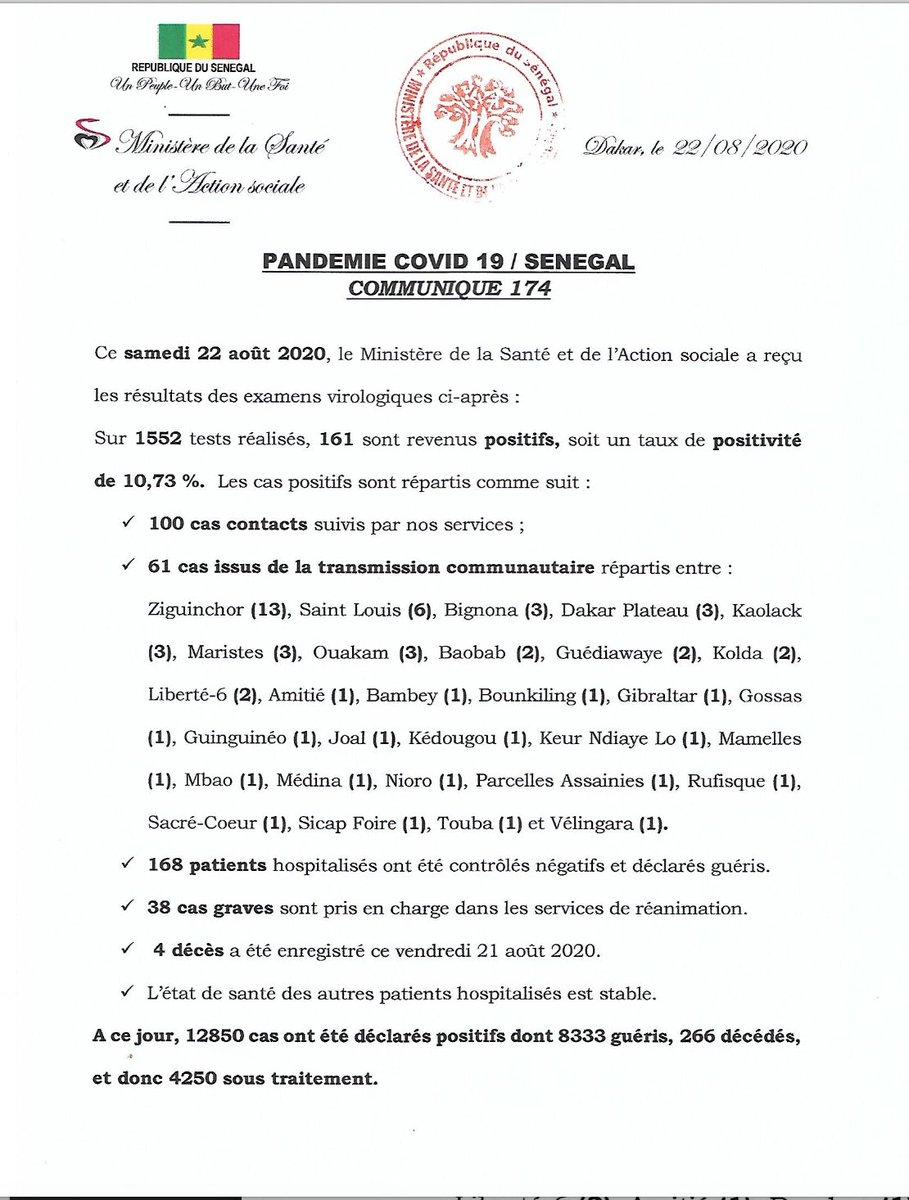 REPUBLIQUE DU SENEGAL
Un Peuple-Un But-Une Foi
Ministère de la Santé
et de l'Action sociale
République du Sénégal
MINISTÈRE DE LA SANTÉ ET
Dakar, le 22/08/2020
PANDEMIE COVID 19 / SENEGAL
COMMUNIQUE 174
Ce samedi 22 août 2020, le Ministère de la Santé et de l'Action sociale a reçu
les résultats des examens virologiques ci-après :
Sur 1552 tests réalisés, 161 sont revenus positifs, soit un taux de positivité
de 10,73 %. Les cas positifs sont répartis comme suit :
✓ 100 cas contacts suivis par nos services ;
✓ 61 cas issus de la transmission communautaire répartis entre :
Ziguinchor (13), Saint Louis (6), Bignona (3), Dakar Plateau (3), Kaolack
(3), Maristes (3), Ouakam (3), Baobab (2), Guédiawaye (2), Kolda (2),
Liberté-6 (2), Amitié (1), Bambey (1), Bounkiling (1), Gibraltar (1), Gossas
(1), Guinguinéo (1), Joal (1), Kédougou (1), Keur Ndiaye Lo (1), Mamelles
(1), Mbao (1), Médina (1), Nioro (1), Parcelles Assainies (1), Rufisque (1),
Sacré-Coeur (1), Sicap Foire (1), Touba (1) et Vélingara (1).
✓ 168 patients hospitalisés ont été contrôlés négatifs et déclarés guéris.
✓ 38 cas graves sont pris en charge dans les services de réanimation.
✓ 4 décès a été enregistré ce vendredi 21 août 2020.
✓ L'état de santé des autres patients hospitalisés est stable.
A ce jour, 12850 cas ont été déclarés positifs dont 8333 guéris, 266 décédés,
et donc 4250 sous traitement.